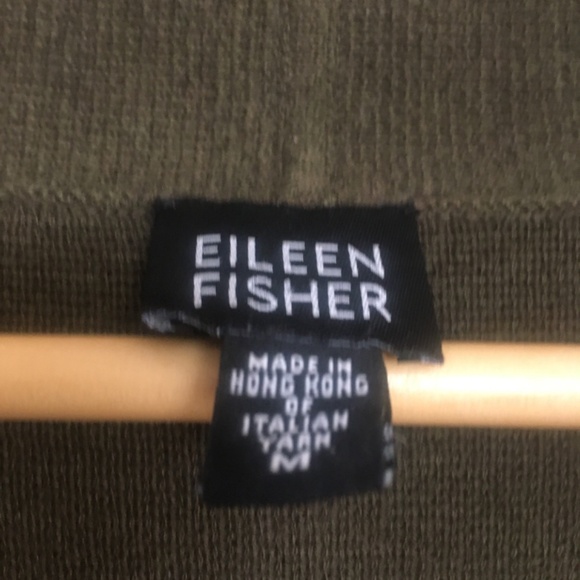 EILEEN
FISHER
MADE IN
HONG KONG
OF
ITALIAN
YARN
M